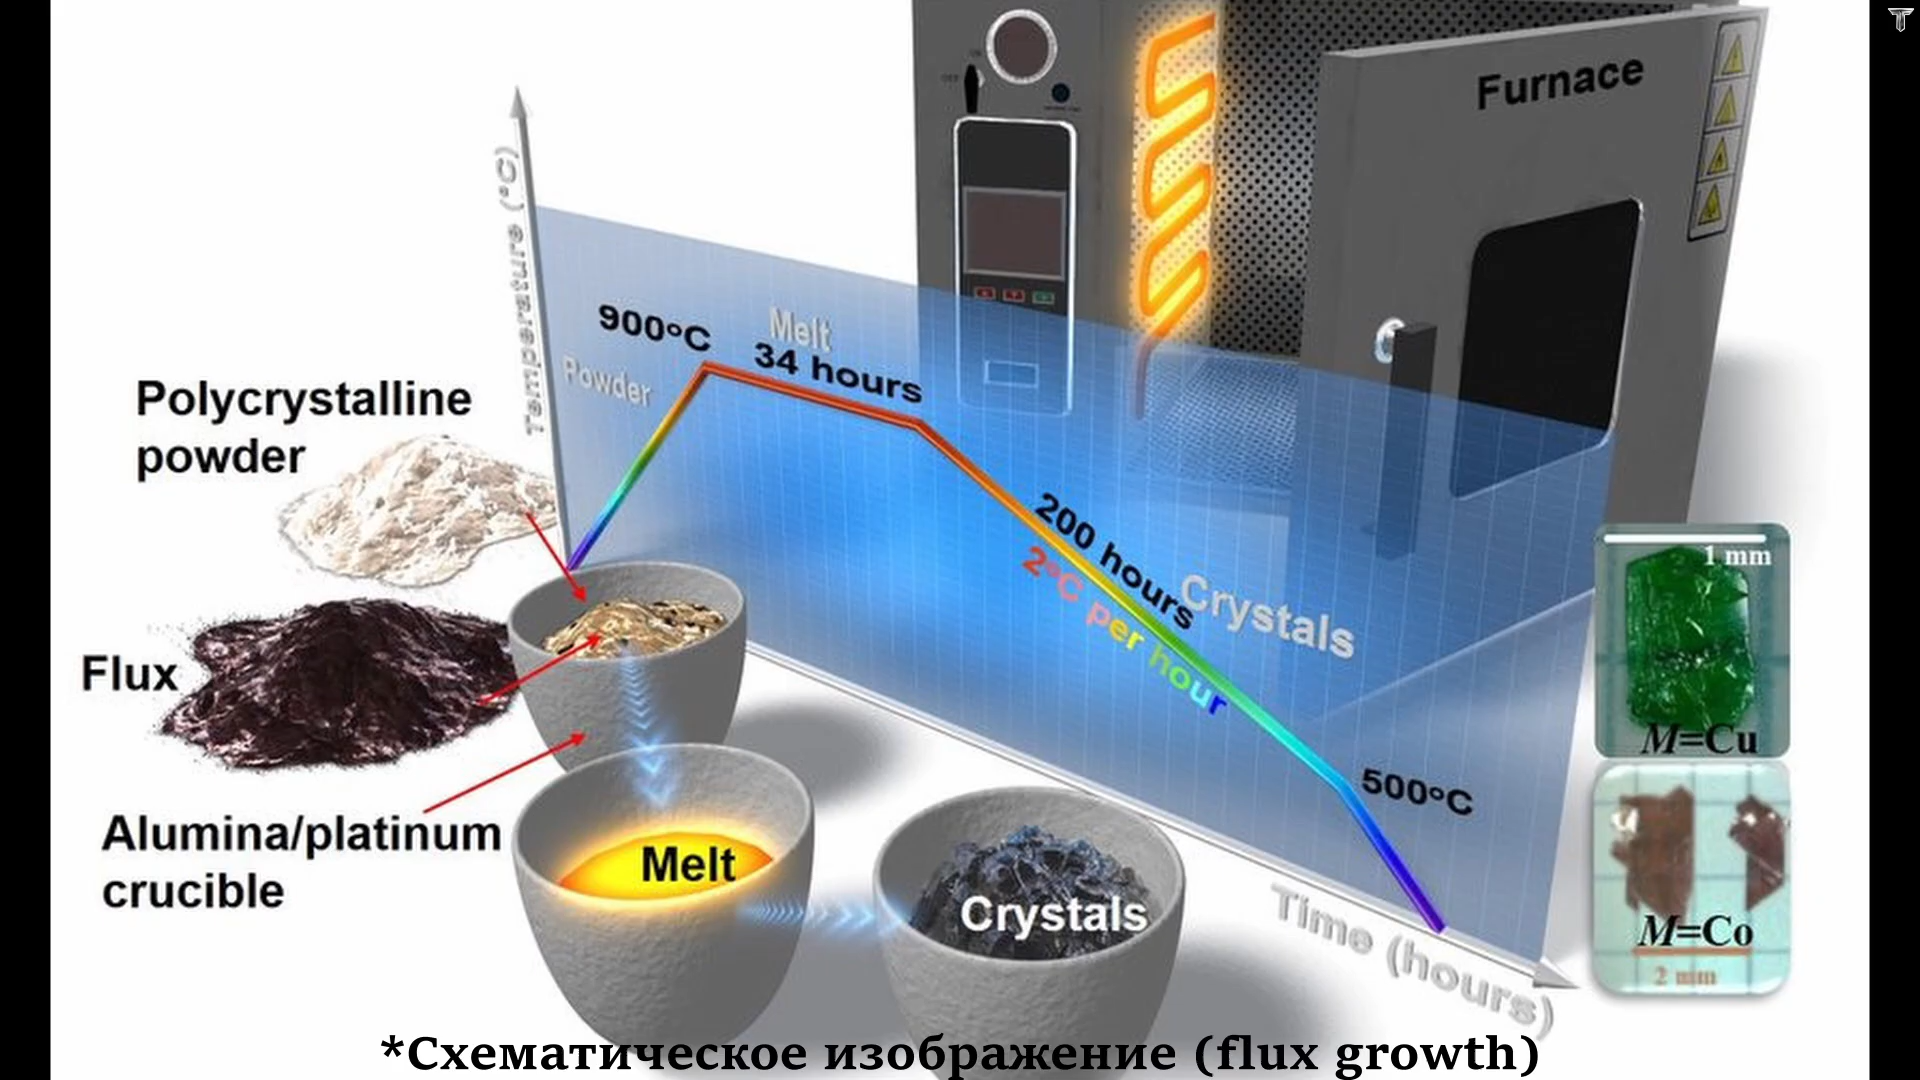 Furnace
Temperature (°C)
900°C
Melt
34 hours
Powder
Polycrystalline
powder
200 hours
2°C per hour
Crystals
1 mm
M=Cu
Flux
500°C
Alumina/platinum
crucible
Melt
Crystals
Time (hours)
M=Co
2 mm
*Схематическое изображение (flux growth)